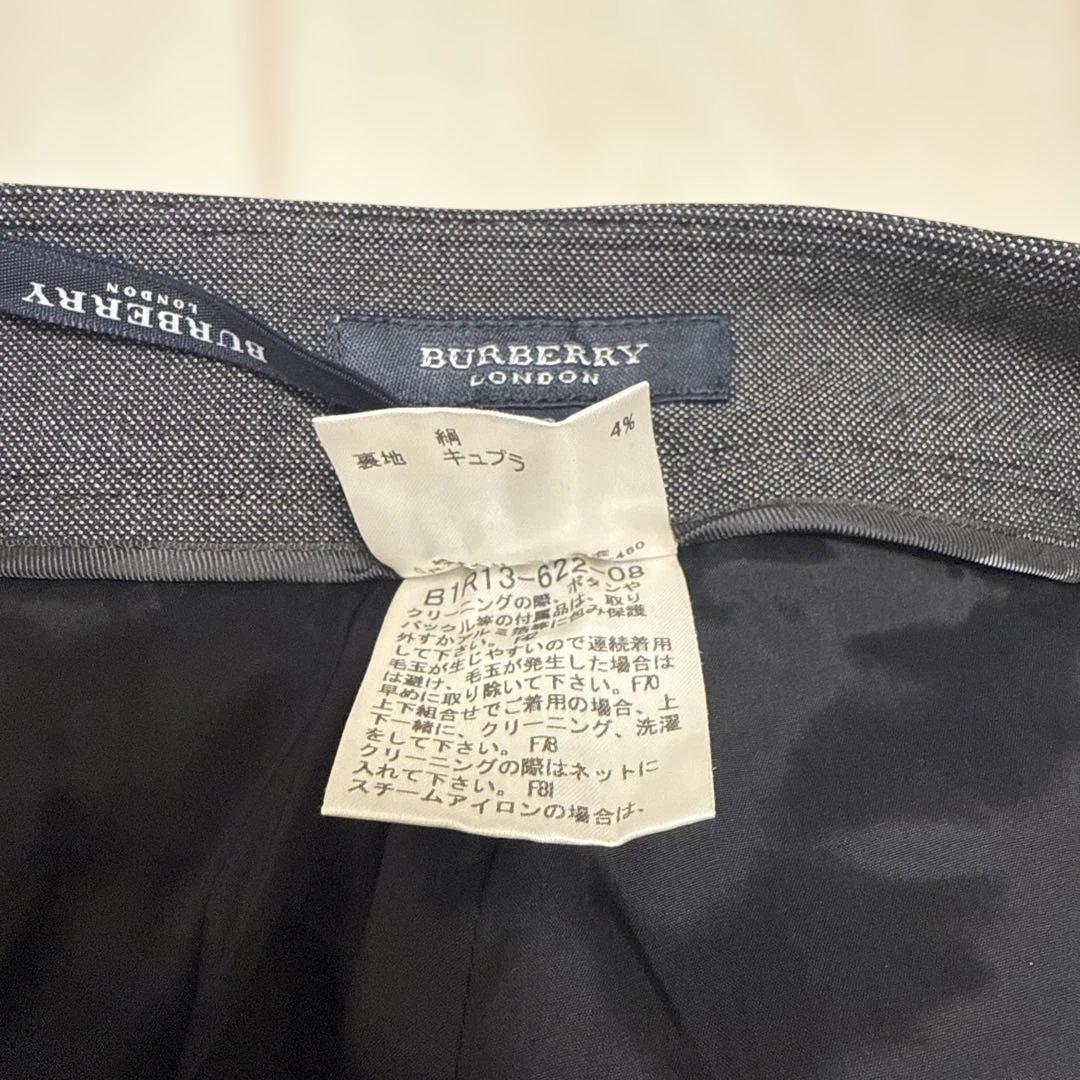 BURBERRY
LONDON
BURBERRY
LONDON
絹 4%
裏地 キュプラ
460
B1R13-622-08
クリーニングの際、ボタンや
バックル等の付属品は、取り
外すかアルミ箔等に包み保護
して下さい。F42
毛玉が生じやすいので連続着用
は避け、毛玉が発生した場合は
早めに取り除いて下さい。F70
上下組合せでご着用の場合、上
下一緒に、クリーニング、洗濯
をして下さい。F78
クリーニングの際はネットに
入れて下さい。F81
スチームアイロンの場合は、